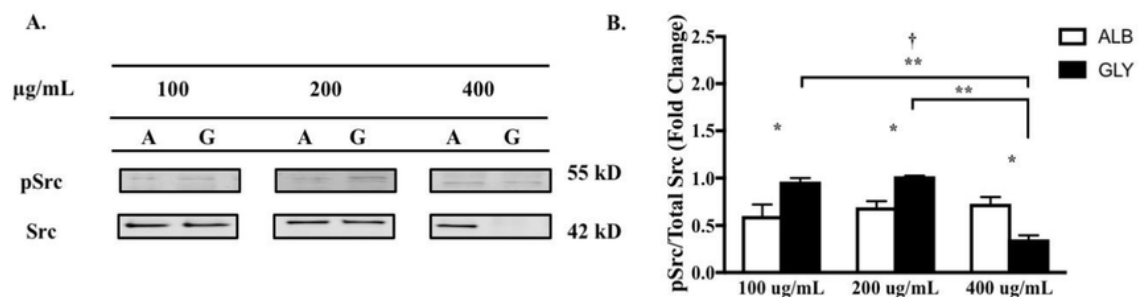 A.
µg/mL 100 200 400
A G A G A G
pSrc 55 kD
Src 42 kD
B.
pSrc/Total Src (Fold Change)
2.5
2.0
1.5
1.0
0.5
0.0
†
**
**
* * *
100 ug/mL 200 ug/mL 400 ug/mL
ALB
GLY